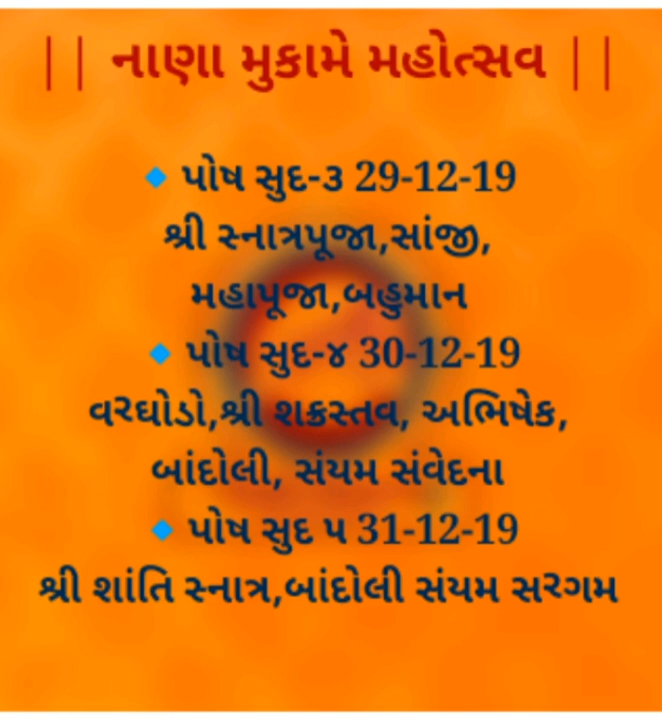 || નાણા મુકામે મહોત્સવ ||
🔹 પોષ સુદ-૩ 29-12-19
શ્રી સ્નાત્રપૂજા,સાંજી,
મહાપૂજા,બહુમાન
🔹 પોષ સુદ-૪ 30-12-19
વરઘોડો,શ્રી શક્રસ્તવ, અભિષેક,
બાંદોલી, સંયમ સંવેદના
🔹 પોષ સુદ ૫ 31-12-19
શ્રી શાંતિ સ્નાત્ર,બાંદોલી સંયમ સરગમ